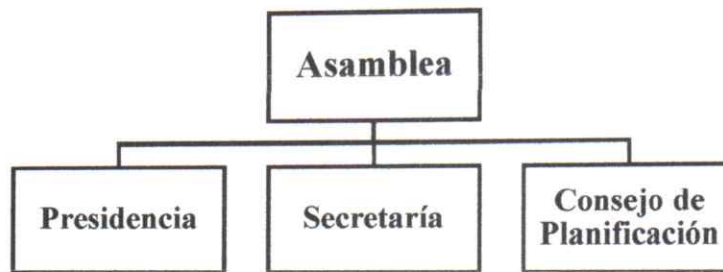 Asamblea
Presidencia
Secretaría
Consejo de
Planificación